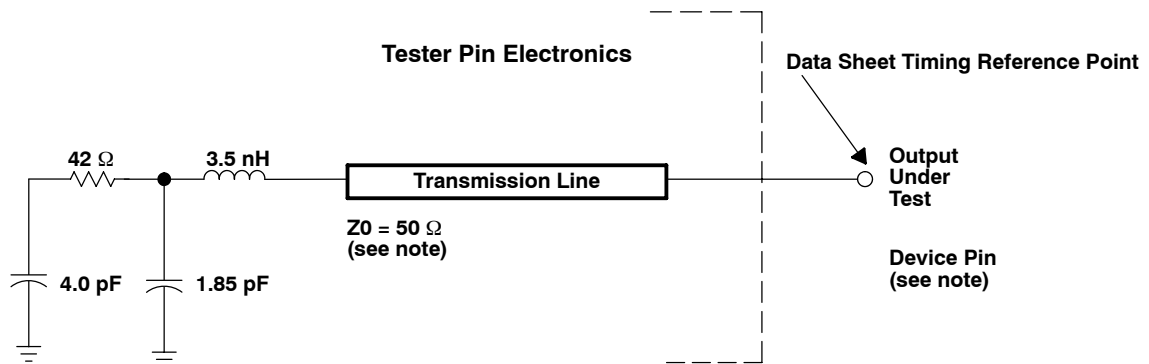 Tester Pin Electronics
Data Sheet Timing Reference Point
42 Ω
3.5 nH
Transmission Line
Output
Under
Test
Z0 = 50 Ω
(see note)
Device Pin
(see note)
4.0 pF
1.85 pF